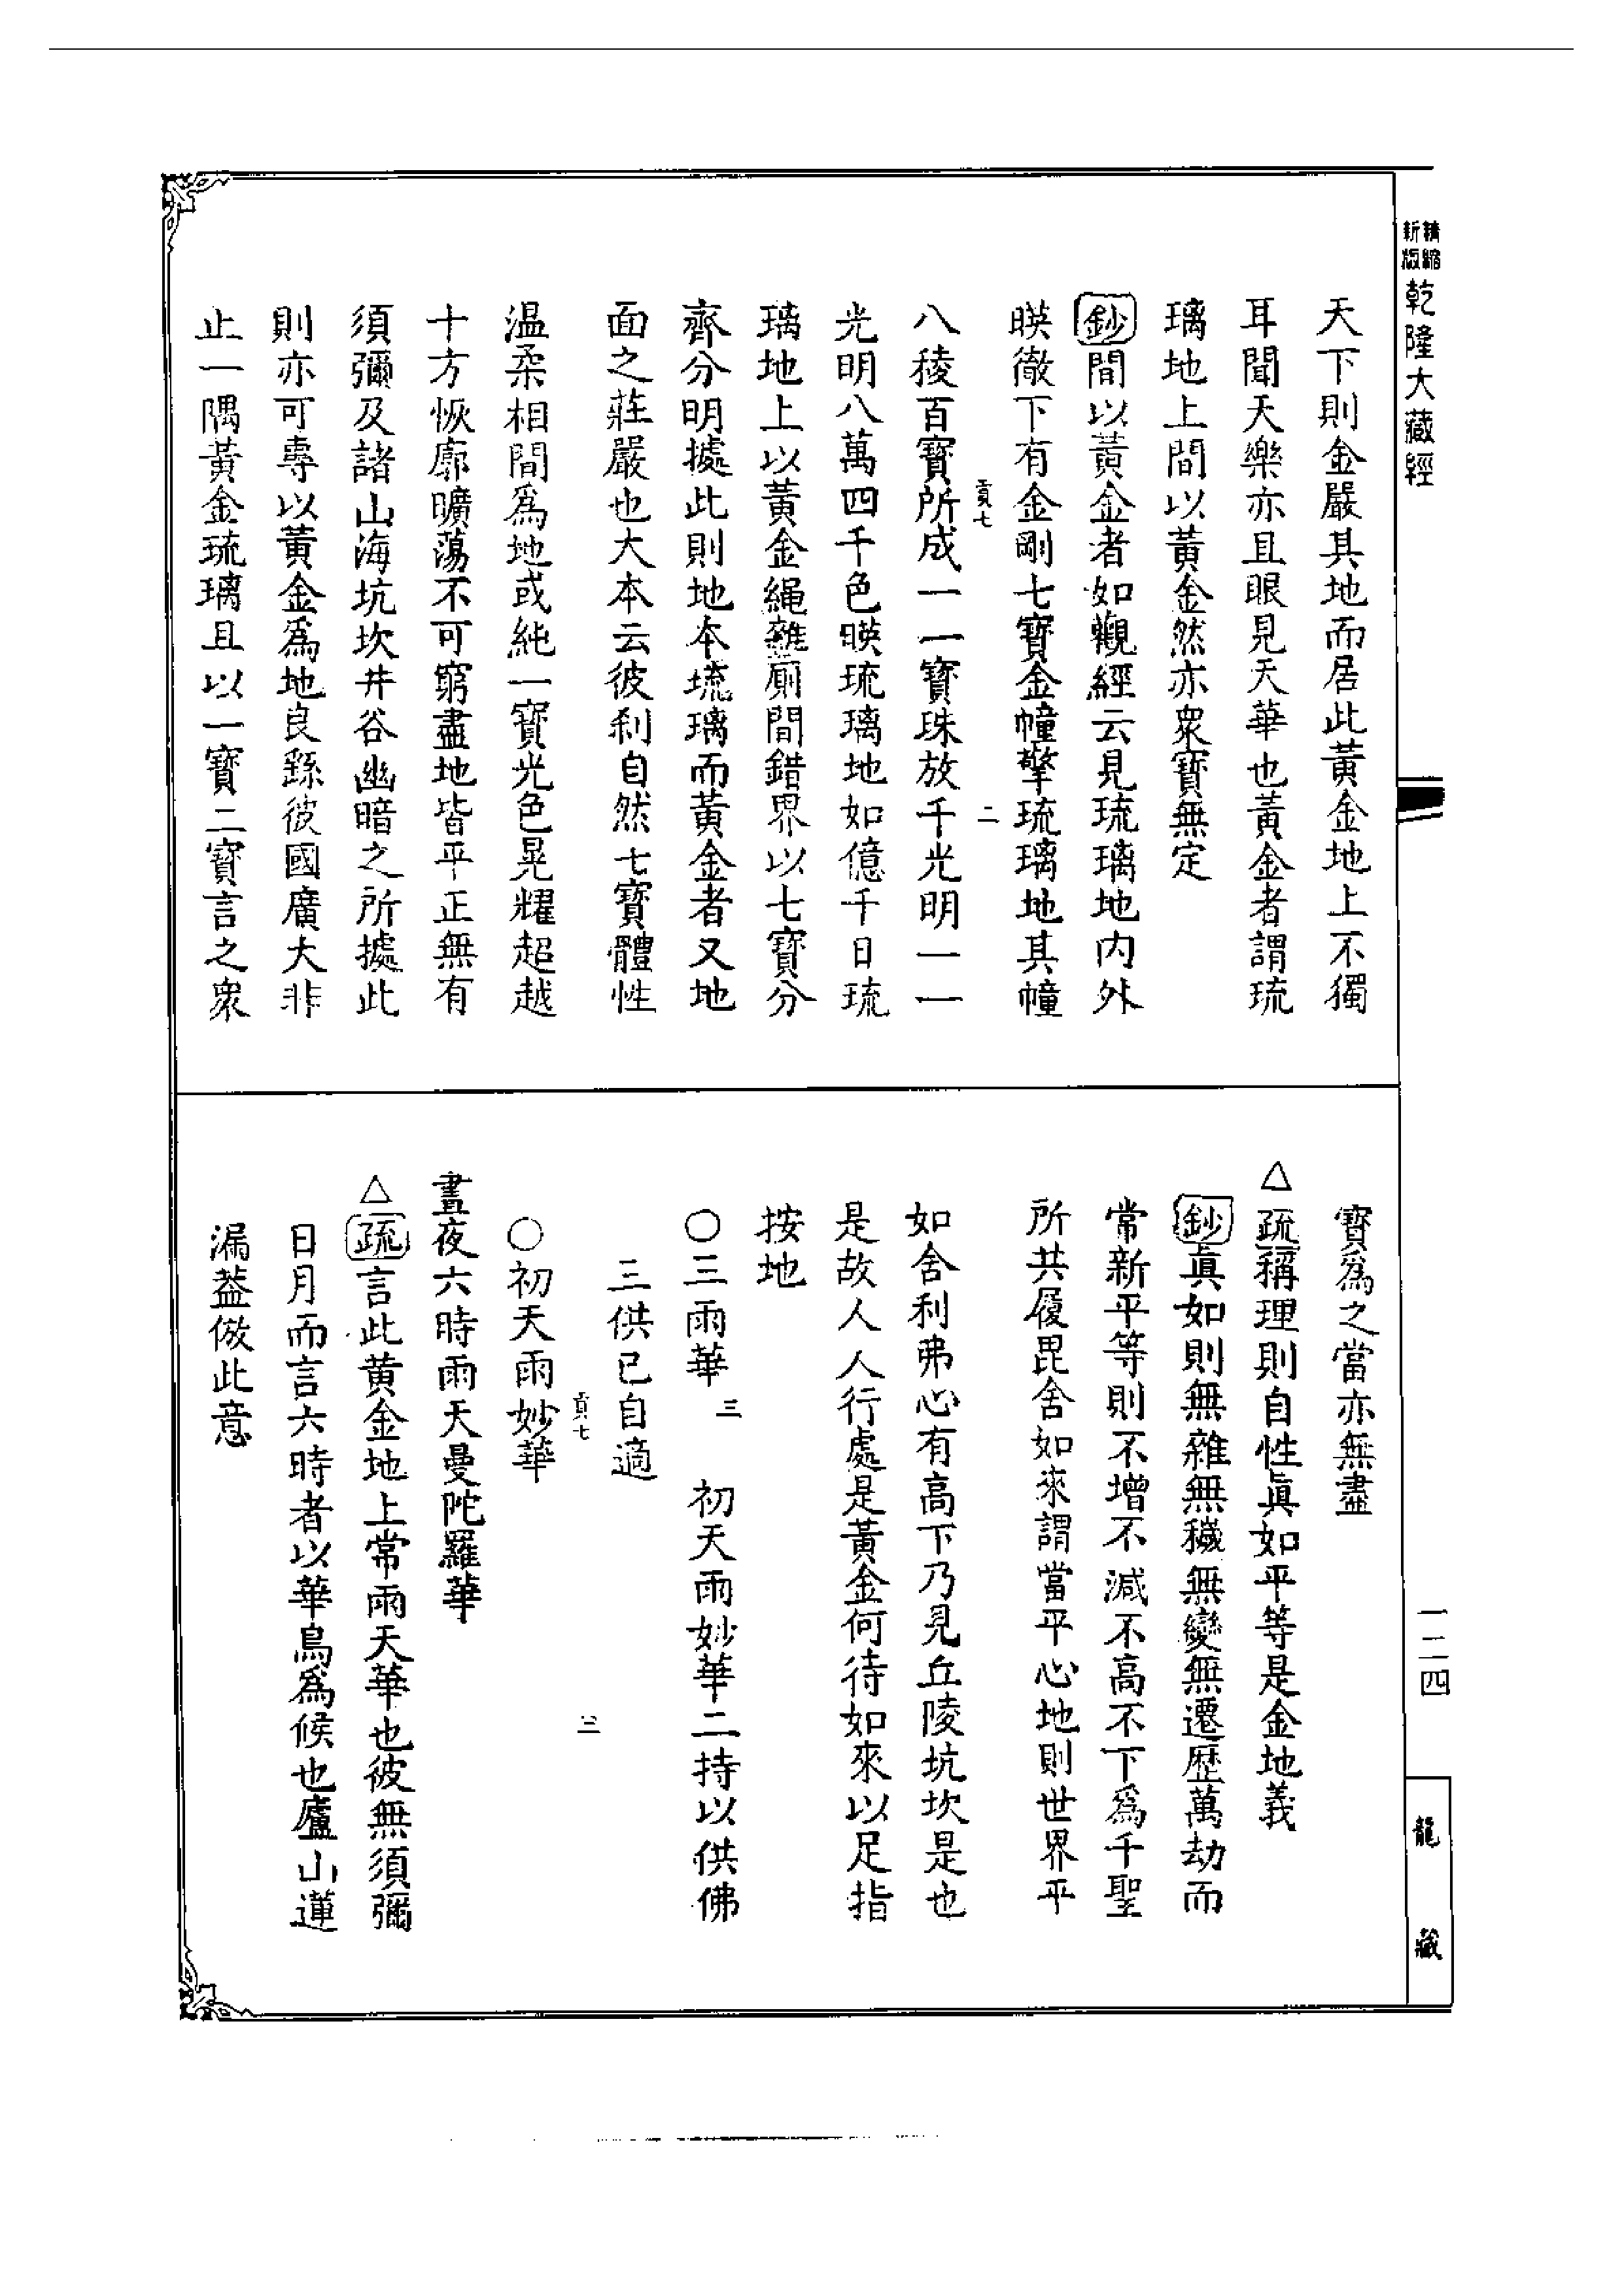 精縮新版乾隆大藏經
天下則金嚴其地而居此黃金地上不獨
耳聞天樂亦且眼見天華也黃金者謂琉
璃地上間以黃金然亦衆寶無定
鈔間以黃金者如觀經云見琉璃地內外
暎徹下有金剛七寶金幢擎琉璃地其幢
貢七 二
八稜百寶所成一一寶珠放千光明一一
光明八萬四千色暎琉璃地如億千日琉
璃地上以黃金繩雜廁間錯界以七寶分
齊分明據此則地本琉璃而黃金者又地
面之莊嚴也大本云彼刹自然七寶體性
温柔相間爲地或純一寶光色晃耀超越
十方恢廓曠蕩不可窮盡地皆平正無有
須彌及諸山海坑坎井谷幽暗之所據此
則亦可專以黃金爲地良繇彼國廣大非
止一隅黃金琉璃且以一寶二寶言之衆
寶爲之當亦無盡
△疏稱理則自性眞如平等是金地義
鈔眞如則無雜無穢無變無遷歷萬劫而
常新平等則不增不減不高不下爲千聖
所共履毘舍如來謂當平心地則世界平
如舍利弗心有高下乃見丘陵坑坎是也
是故人人行處是黃金何待如來以足指
按地
○三雨華 三 初天雨妙華二持以供佛
三供已自適
貢七 三
○初天雨妙華
晝夜六時雨天曼陀羅華
△疏言此黃金地上常雨天華也彼無須彌
日月而言六時者以華鳥爲候也廬山蓮
漏葢倣此意
一二四
龍藏